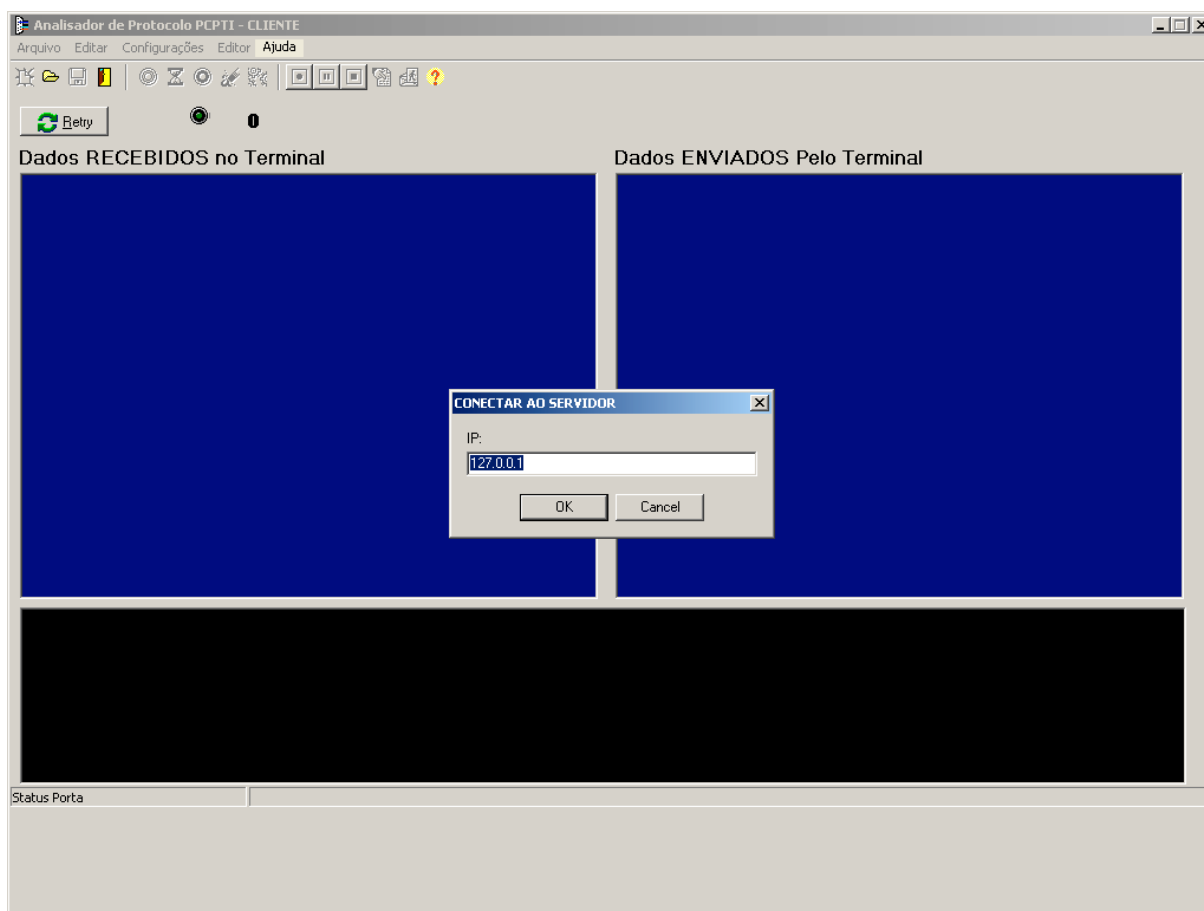 Analisador de Protocolo PCPTI - CLIENTE
Arquivo Editar Configurações Editor Ajuda
Retry 0
Dados RECEBIDOS no Terminal
Dados ENVIADOS Pelo Terminal
CONECTAR AO SERVIDOR
IP:
127.0.0.1
OK Cancel
Status Porta